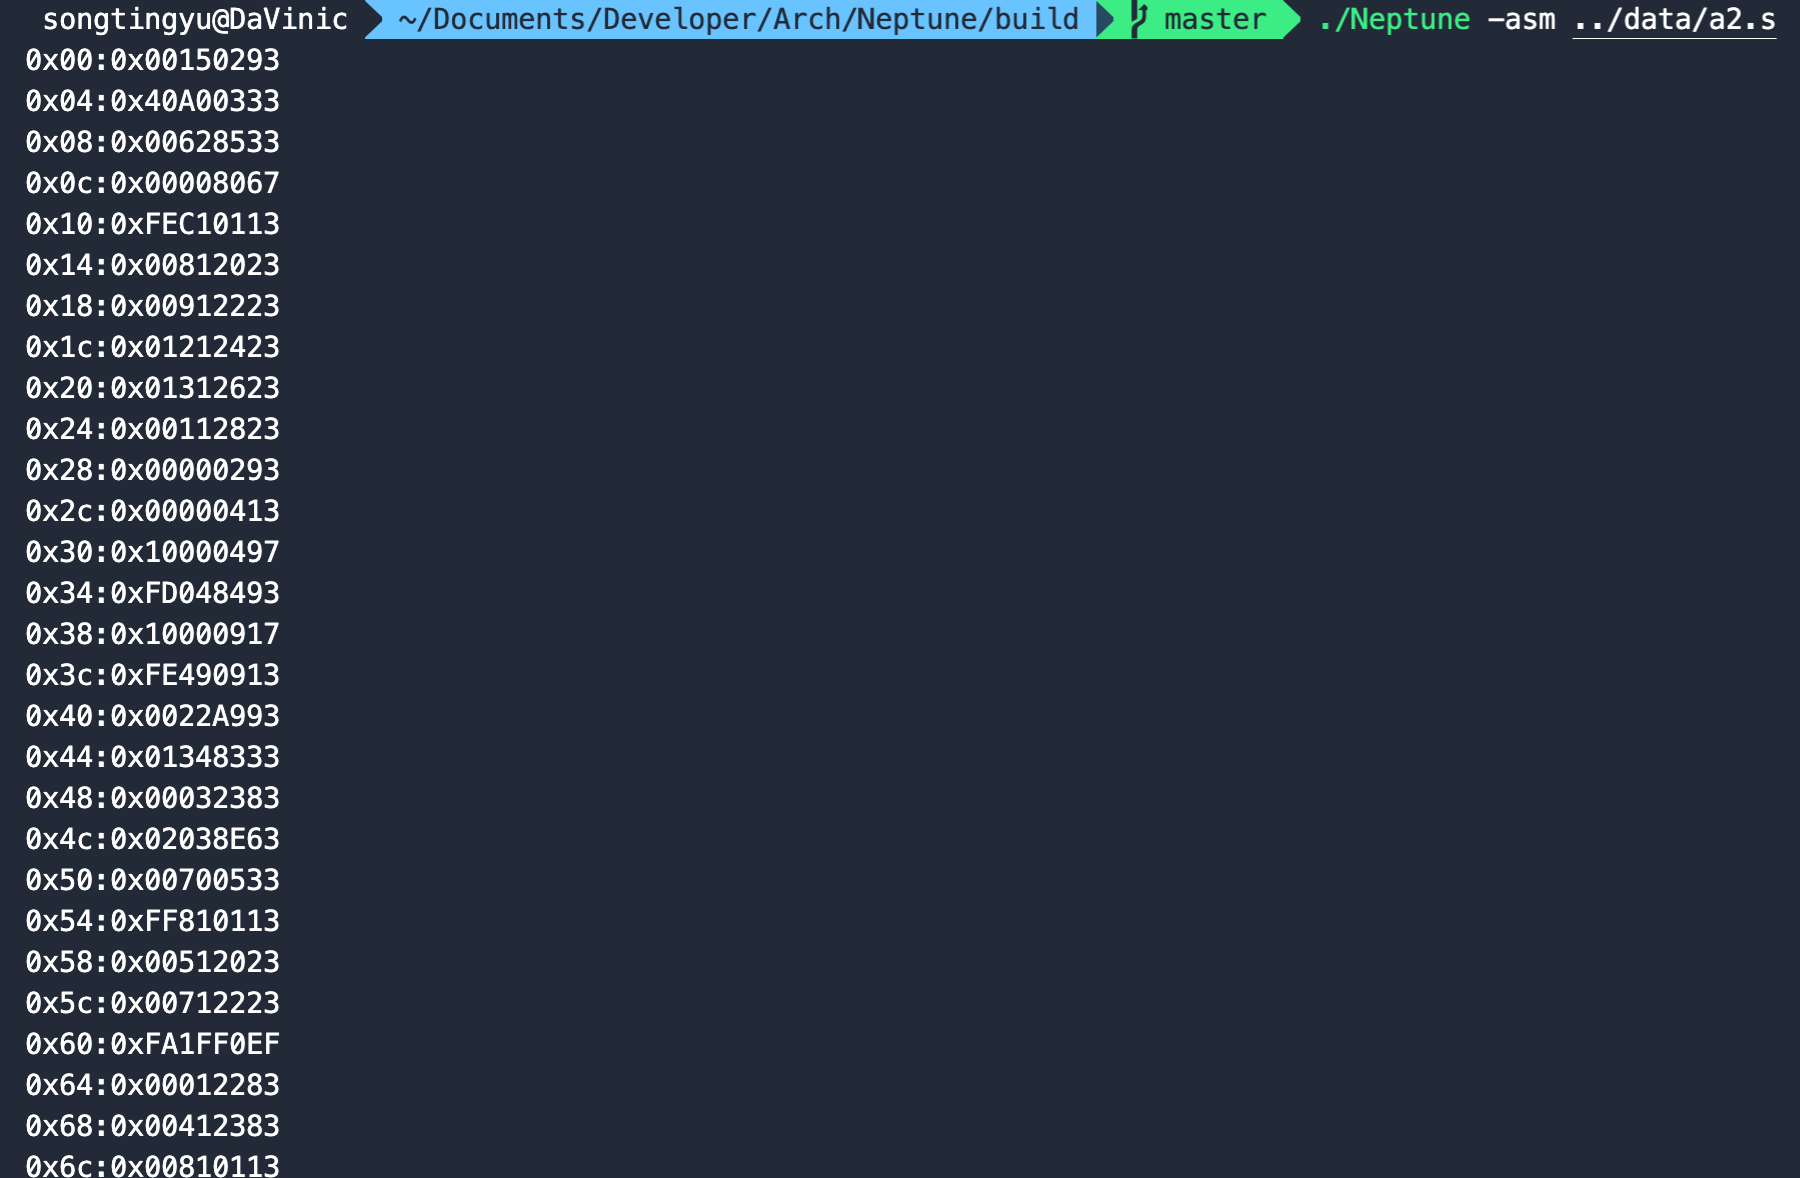 songtingyu@DaVinic ~/Documents/Developer/Arch/Neptune/build master ./Neptune -asm ../data/a2.s
0x00:0x00150293
0x04:0x40A00333
0x08:0x00628533
0x0c:0x00008067
0x10:0xFEC10113
0x14:0x00812023
0x18:0x00912223
0x1c:0x01212423
0x20:0x01312623
0x24:0x00112823
0x28:0x00000293
0x2c:0x00000413
0x30:0x10000497
0x34:0xFD048493
0x38:0x10000917
0x3c:0xFE490913
0x40:0x0022A993
0x44:0x01348333
0x48:0x00032383
0x4c:0x02038E63
0x50:0x00700533
0x54:0xFF810113
0x58:0x00512023
0x5c:0x00712223
0x60:0xFA1FF0EF
0x64:0x00012283
0x68:0x00412383
0x6c:0x00810113